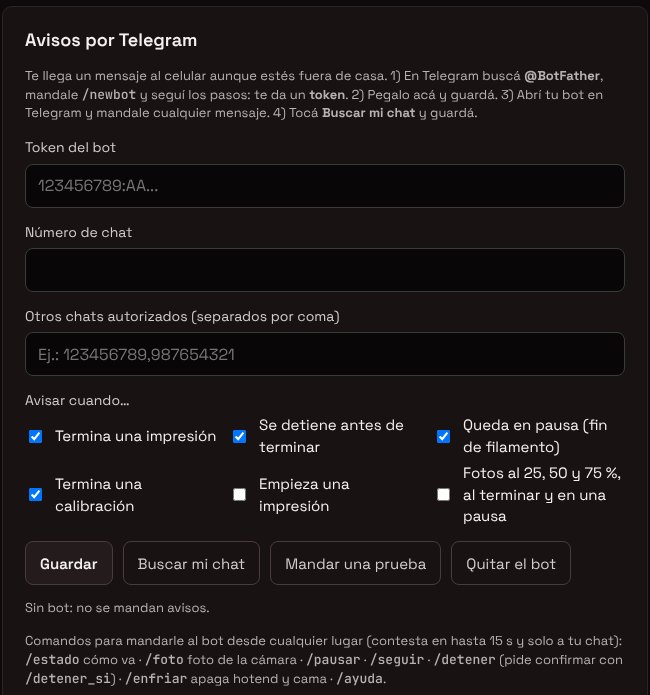 Avisos por Telegram
Te llega un mensaje al celular aunque estés fuera de casa. 1) En Telegram buscá @BotFather,
mandale /newbot y seguí los pasos: te da un token. 2) Pegalo acá y guardá. 3) Abrí tu bot en
Telegram y mandale cualquier mensaje. 4) Tocá Buscar mi chat y guardá.
Token del bot
123456789:AA...
Número de chat
Otros chats autorizados (separados por coma)
Ej.: 123456789,987654321
Avisar cuando...
Termina una impresión
Se detiene antes de
terminar
Queda en pausa (fin
de filamento)
Termina una
calibración
Empieza una
impresión
Fotos al 25, 50 y 75 %,
al terminar y en una
pausa
Guardar
Buscar mi chat
Mandar una prueba
Quitar el bot
Sin bot: no se mandan avisos.
Comandos para mandarle al bot desde cualquier lugar (contesta en hasta 15 s y solo a tu chat):
/estado cómo va · /foto foto de la cámara · /pausar · /seguir · /detener (pide confirmar con
/detener_si) · /enfriar apaga hotend y cama · /ayuda.